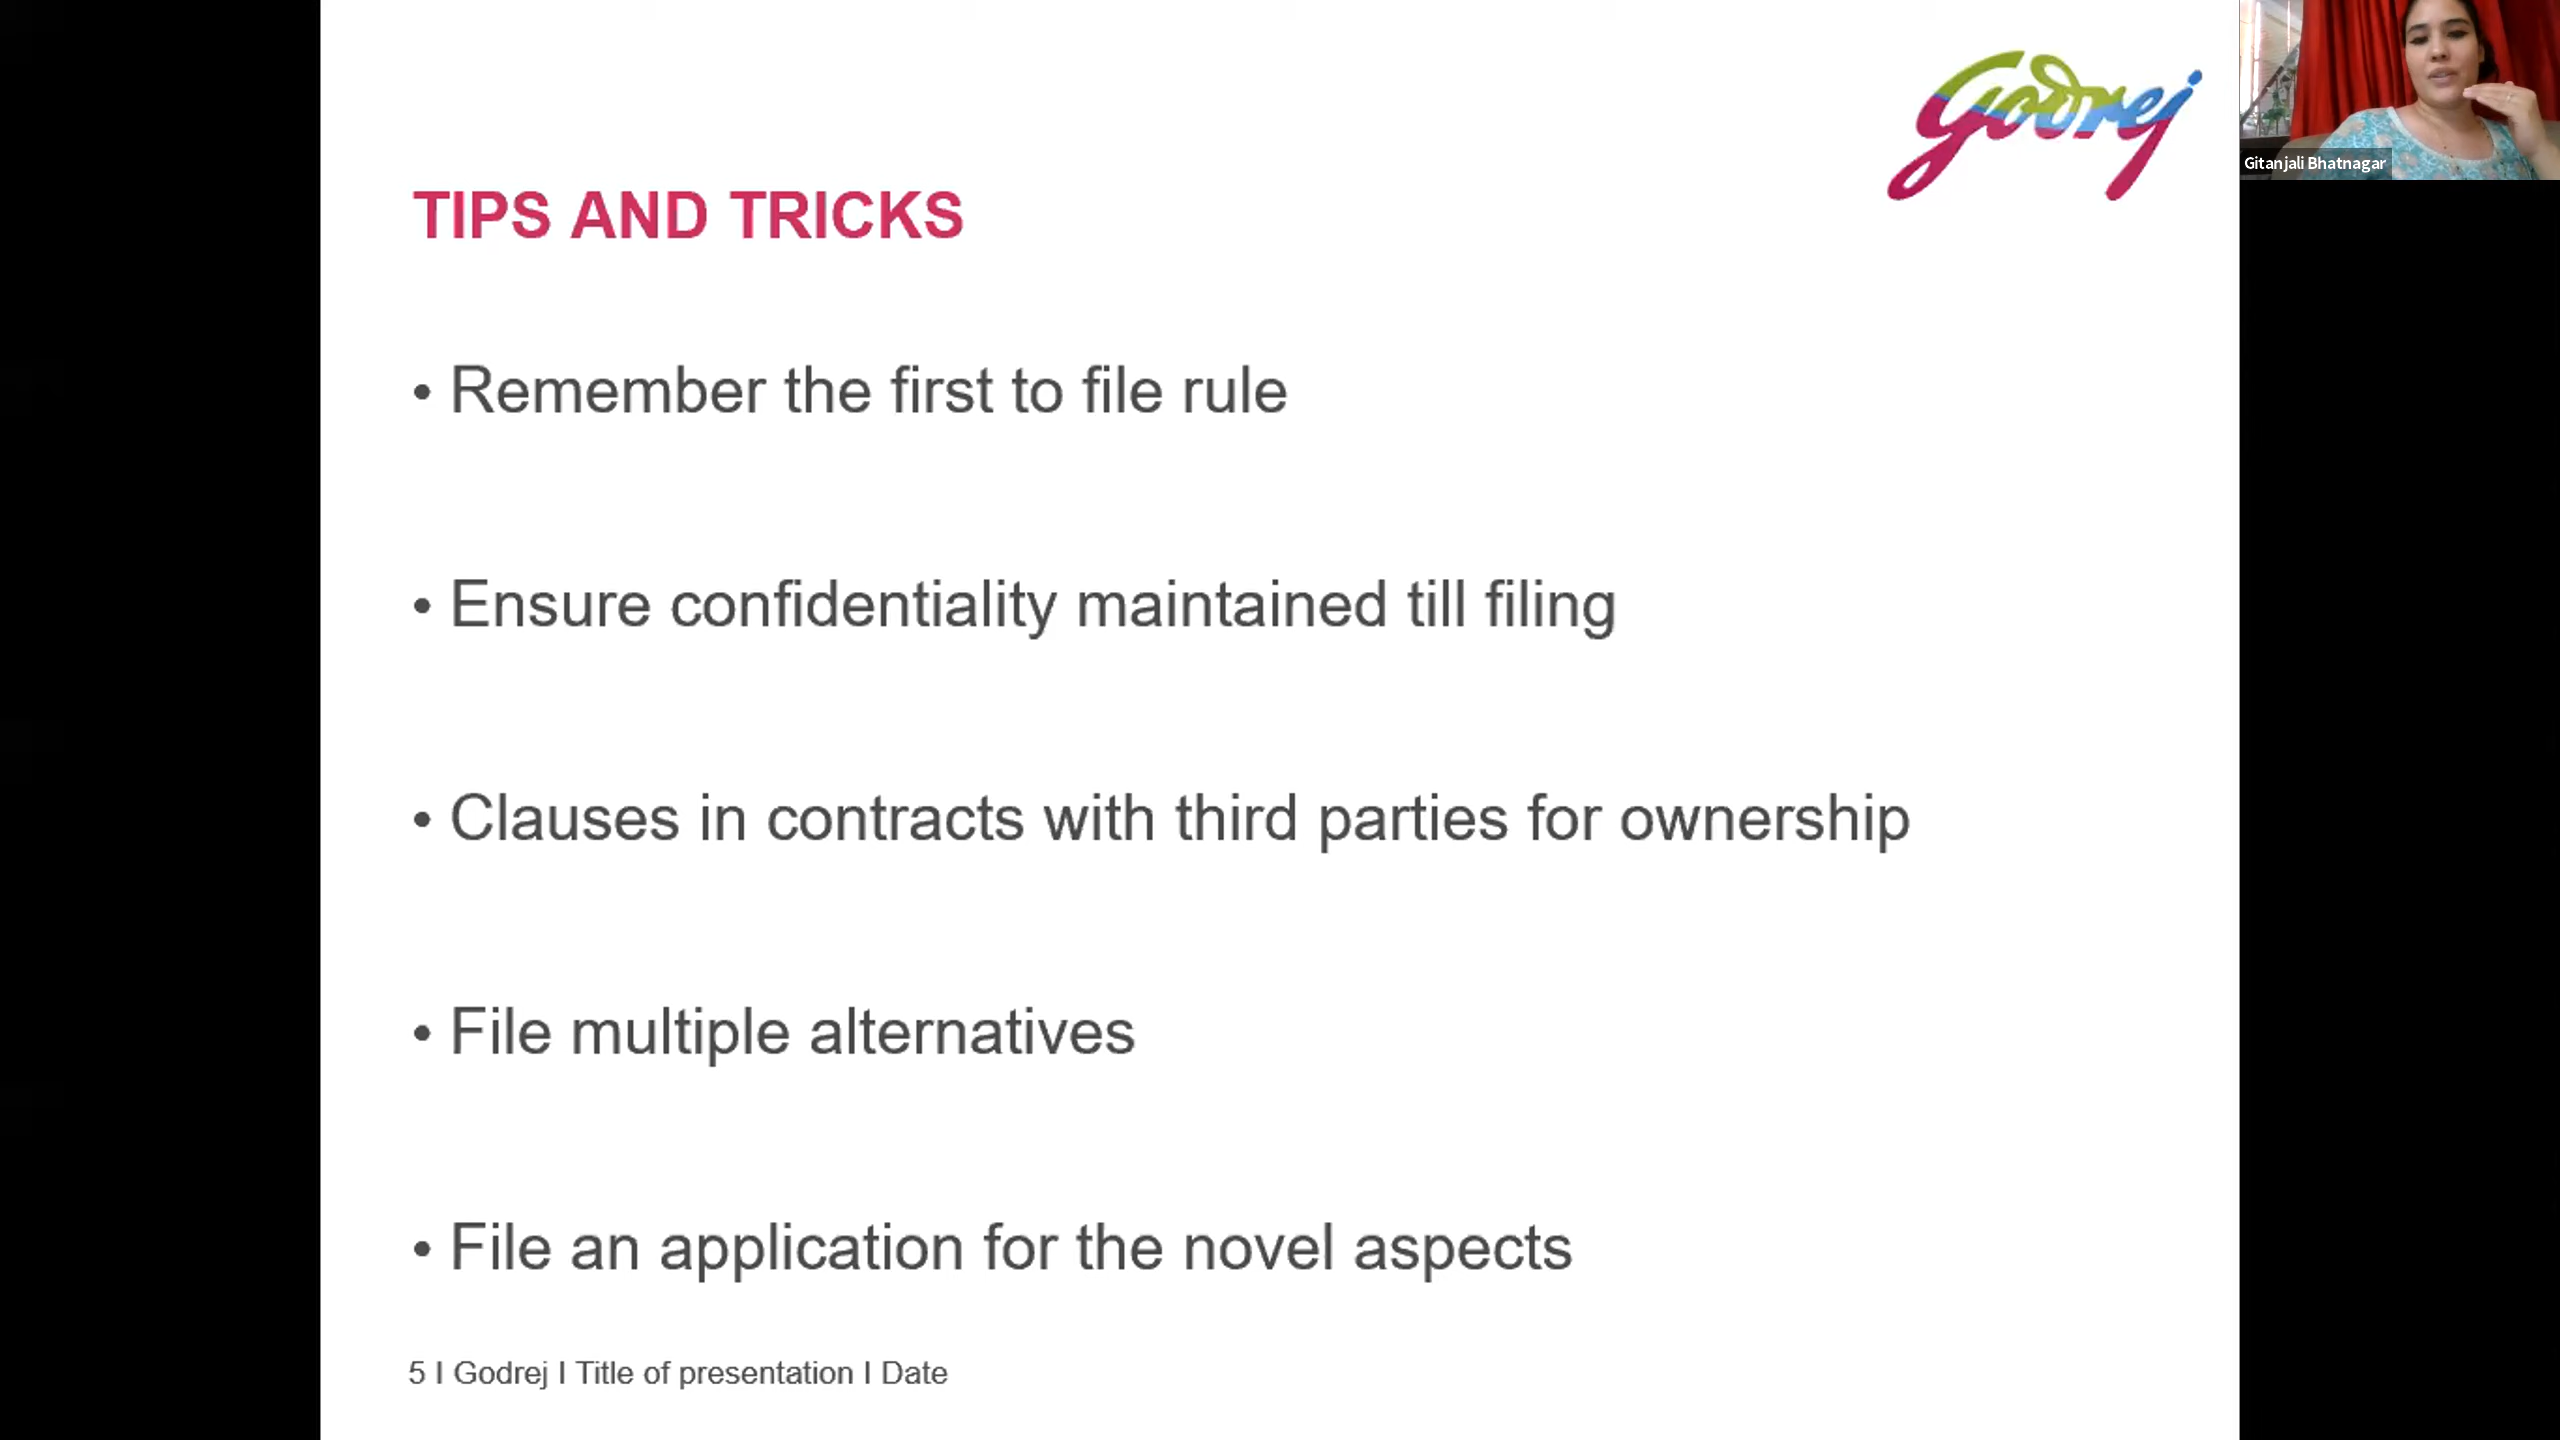 Godrej
Gitanjali Bhatnagar
TIPS AND TRICKS
• Remember the first to file rule
• Ensure confidentiality maintained till filing
• Clauses in contracts with third parties for ownership
• File multiple alternatives
• File an application for the novel aspects
5 I Godrej I Title of presentation I Date